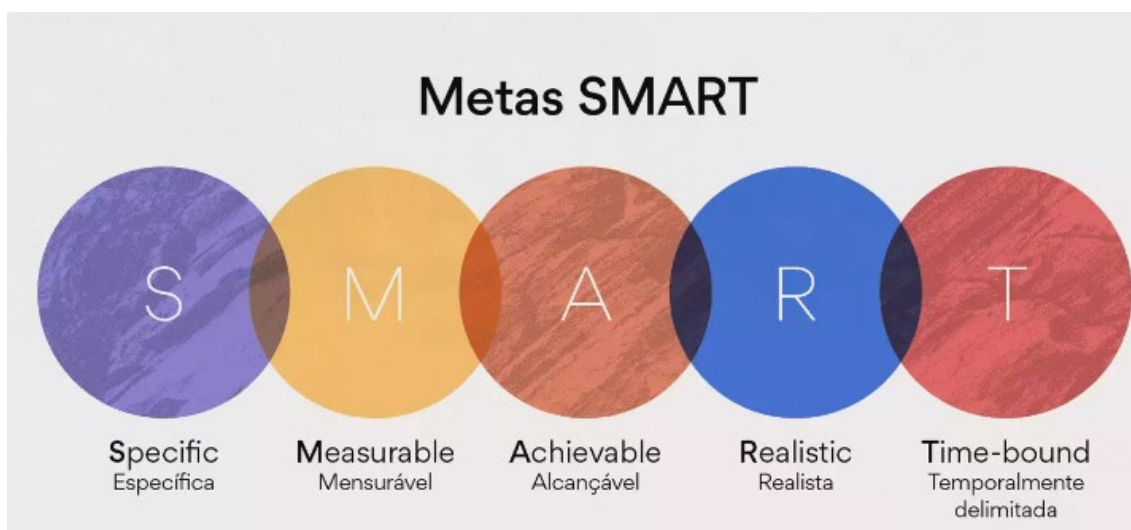 Metas SMART
S M A R T
Specific Measurable Achievable Realistic Time-bound
Específica Mensurável Alcançável Realista Temporalmente
delimitada